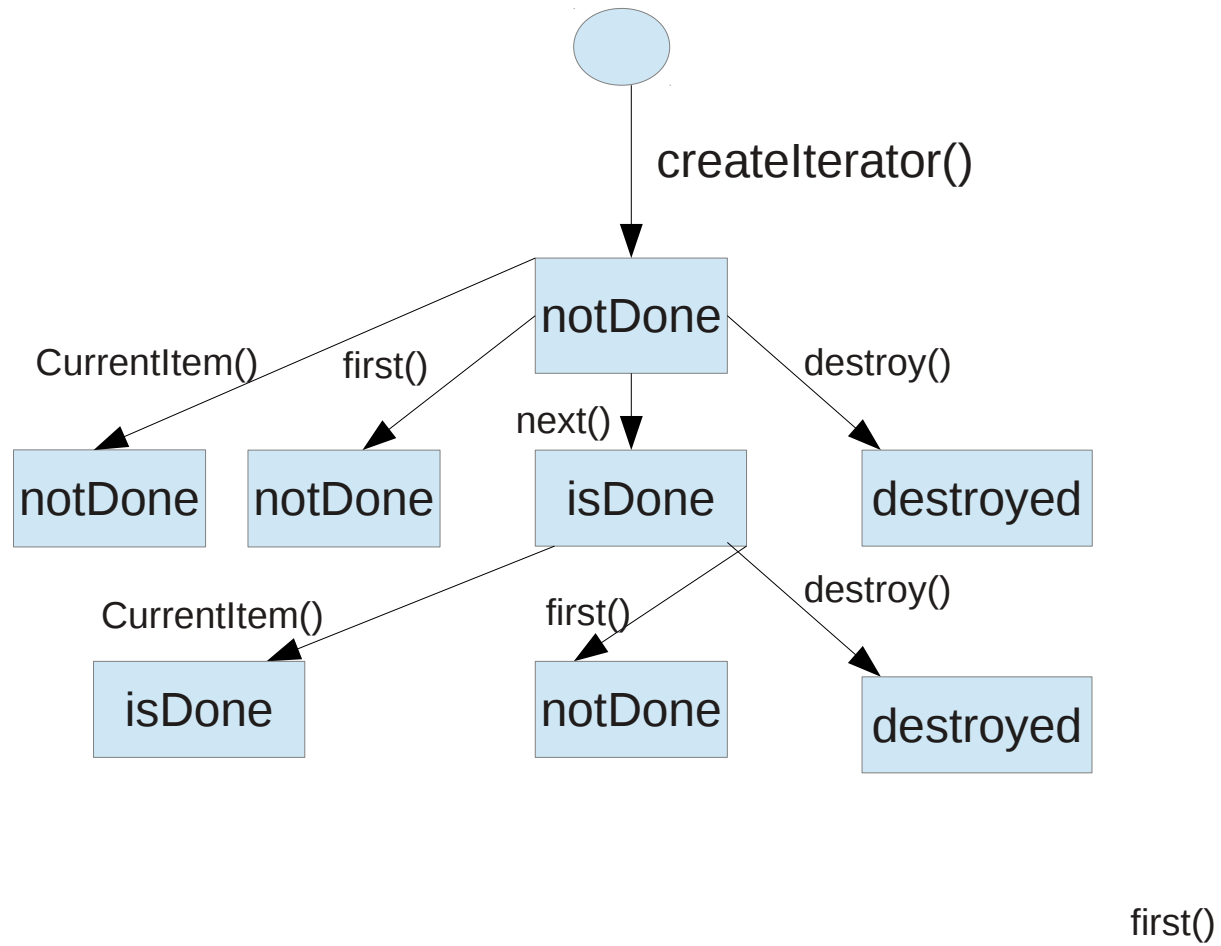 createIterator()
notDone
CurrentItem()
first()
destroy()
next()
notDone
notDone
isDone
destroyed
CurrentItem()
first()
destroy()
isDone
notDone
destroyed
first()